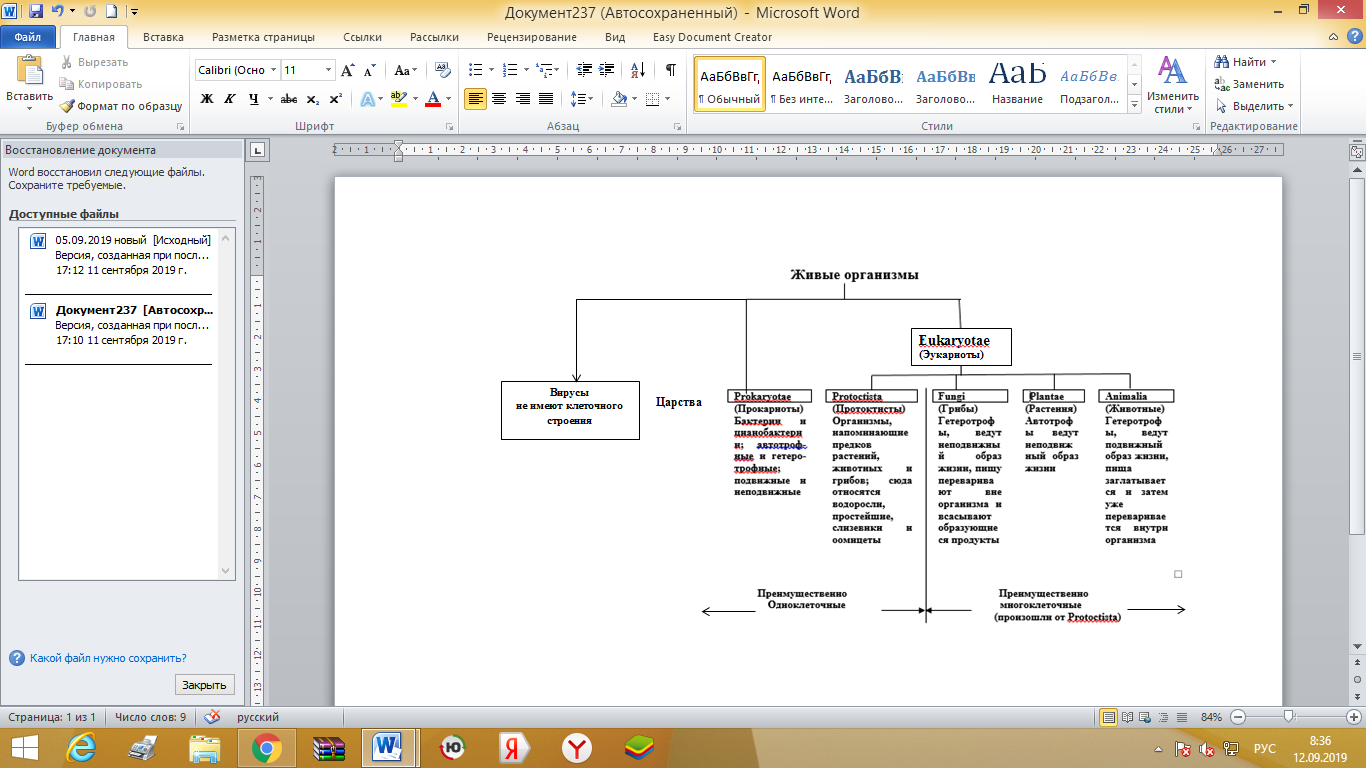 Документ237 (Автосохраненный) - Microsoft Word
Файл
Главная
Вставка
Разметка страницы
Ссылки
Рассылки
Рецензирование
Вид
Easy Document Creator
Вставить
Вырезать
Копировать
Формат по образцу
Буфер обмена
Calibri (Осно
11
Шрифт
Абзац
АаБбВвГг,
¶ Обычный
АаБбВвГг,
¶ Без инте...
АаБбВ
Заголово...
АаБбВв
Заголово...
АаЬ
Название
АаБбВв.
Подзагол...
Изменить
стили
Стили
Найти
Заменить
Выделить
Редактирование
Восстановление документа
Word восстановил следующие файлы.
Сохраните требуемые.
Доступные файлы
05.09.2019 новый [Исходный]
Версия, созданная при посл...
17:12 11 сентября 2019 г.
Документ237 [Автосохр...
Версия, созданная при посл...
17:10 11 сентября 2019 г.
Какой файл нужно сохранить?
Закрыть
Живые организмы
Eukaryotae
(Эукариоты)
Вирусы
не имеют клеточного
строения
Царства
Prokaryotae
(Прокариоты)
Бактерии и
цианобактери
и; автотроф-
ные и гетеро-
трофные;
подвижные и
неподвижные
Protoctista
(Протоктисты)
Организмы,
напоминающие
предков
растений,
животных и
грибов; сюда
относятся
водоросли,
простейшие,
слизевики и
оомицеты
Fungi
(Грибы)
Гетеротроф
ы, ведут
неподвижны
й образ
жизни, пищу
переварива
ют вне
организма и
всасывают
образующие
ся продукты
Plantae
(Растения)
Автотроф
ы ведут
неподвиж
ный образ
жизни
Animalia
(Животные)
Гетеротроф
ы, ведут
подвижный
образ жизни,
пища
заглатывает
ся и затем
уже
перевариває
тся внутри
организма
Преимущественно
Одноклеточные
Преимущественно
многоклеточные
(произошли от Protoctista)
Страница: 1 из 1
Число слов: 9
русский
84%
РУС
8:36
12.09.2019